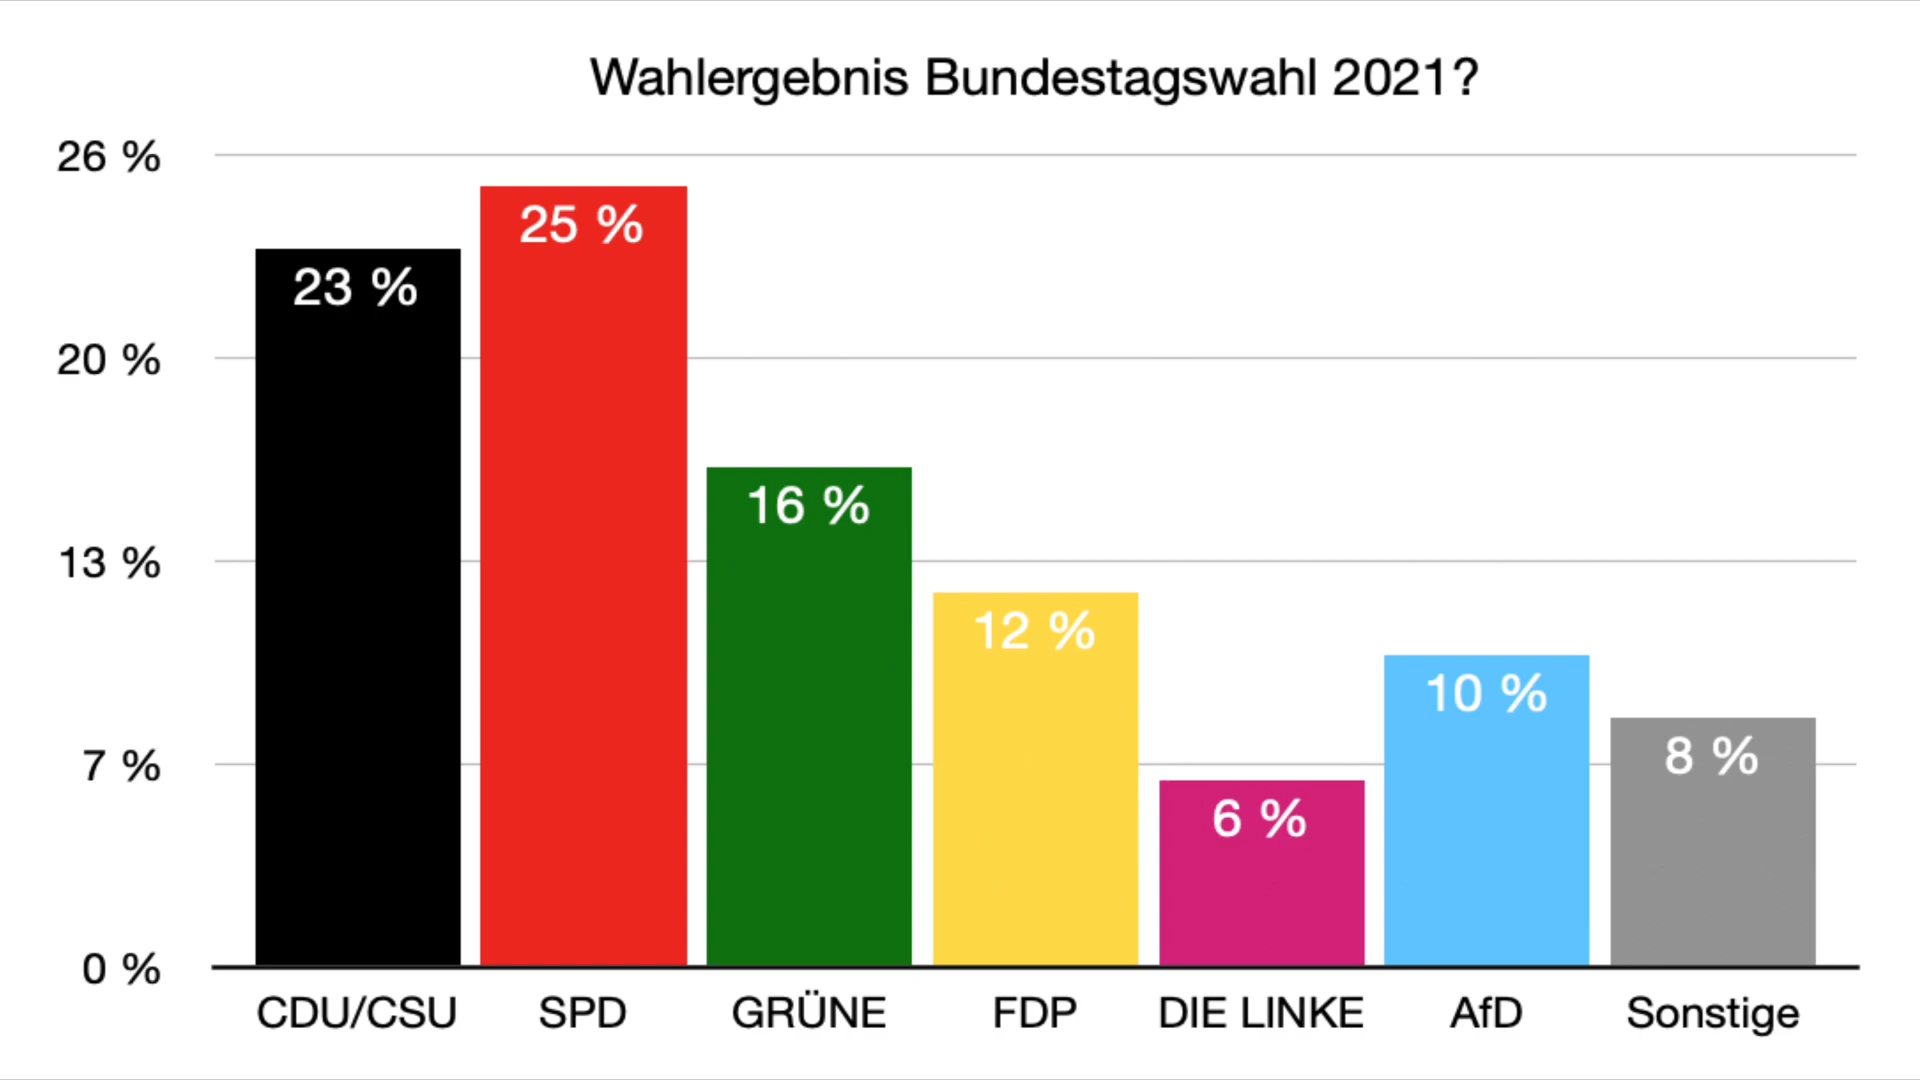 Wahlergebnis Bundestagswahl 2021?
26 %
20 %
13 %
7 %
0 %
23 %
25 %
16 %
12 %
6 %
10 %
8 %
CDU/CSU
SPD
GRÜNE
FDP
DIE LINKE
AfD
Sonstige